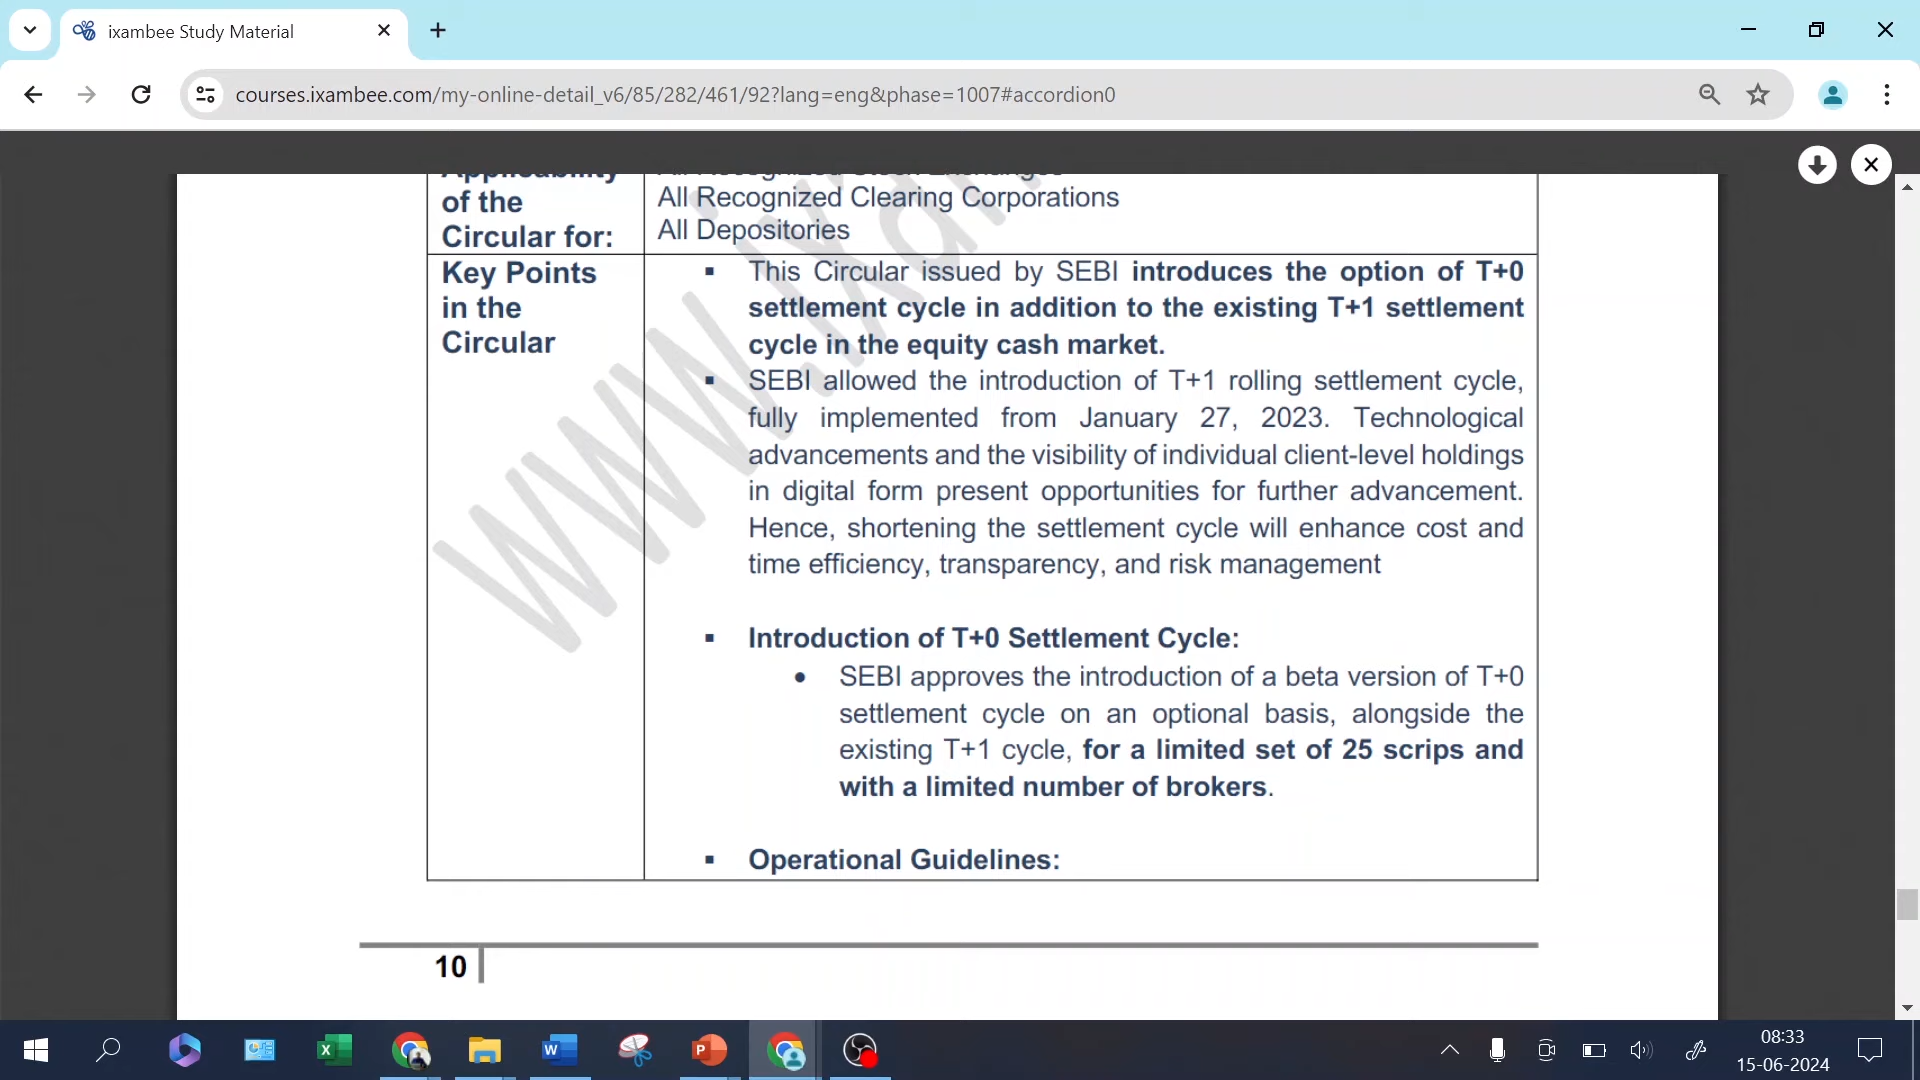 ixambee Study Material
courses.ixambee.com/my-online-detail_v6/85/282/461/92?lang=eng&phase=1007#accordion0
Applicability
of the
Circular for:
All Recognized Stock Exchanges
All Recognized Clearing Corporations
All Depositories
Key Points
in the
Circular
▪ This Circular issued by SEBI introduces the option of T+0
settlement cycle in addition to the existing T+1 settlement
cycle in the equity cash market.
▪ SEBI allowed the introduction of T+1 rolling settlement cycle,
fully implemented from January 27, 2023. Technological
advancements and the visibility of individual client-level holdings
in digital form present opportunities for further advancement.
Hence, shortening the settlement cycle will enhance cost and
time efficiency, transparency, and risk management
▪ Introduction of T+0 Settlement Cycle:
• SEBI approves the introduction of a beta version of T+0
settlement cycle on an optional basis, alongside the
existing T+1 cycle, for a limited set of 25 scrips and
with a limited number of brokers.
▪ Operational Guidelines:
10
08:33
15-06-2024